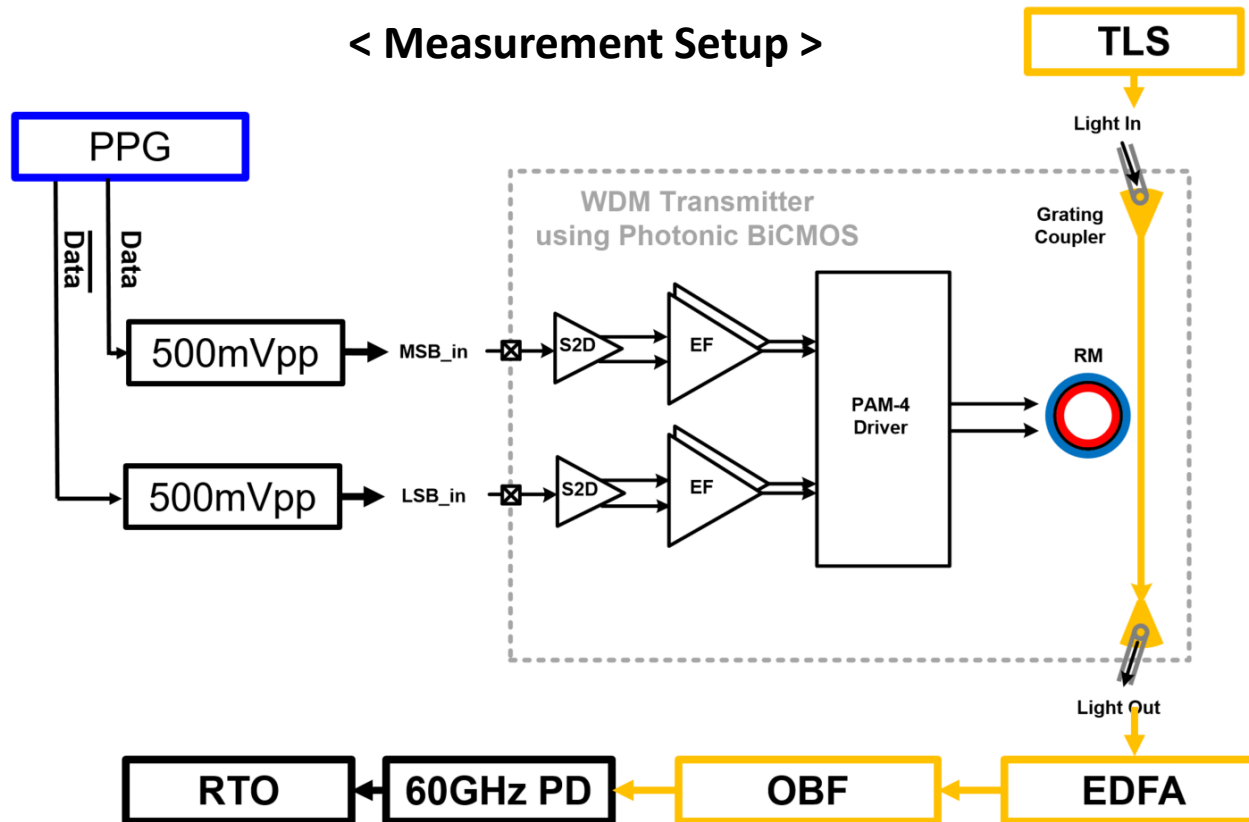 < Measurement Setup >
TLS
Light In
PPG
Data
Data
WDM Transmitter
using Photonic BiCMOS
Grating
Coupler
500mVpp
MSB_in
S2D
EF
RM
PAM-4
Driver
500mVpp
LSB_in
S2D
EF
Light Out
RTO
60GHz PD
OBF
EDFA